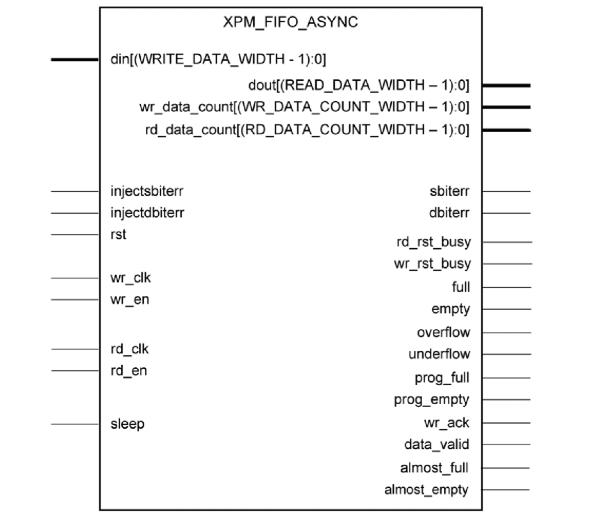 XPM_FIFO_ASYNC
din[(WRITE_DATA_WIDTH - 1):0]
dout[(READ_DATA_WIDTH – 1):0]
wr_data_count[(WR_DATA_COUNT_WIDTH – 1):0]
rd_data_count[(RD_DATA_COUNT_WIDTH – 1):0]
injectsbiterr
sbiterr
injectdbiterr
dbiterr
rst
rd_rst_busy
wr_rst_busy
wr_clk
full
wr_en
empty
overflow
rd_clk
underflow
rd_en
prog_full
prog_empty
sleep
wr_ack
data_valid
almost_full
almost_empty